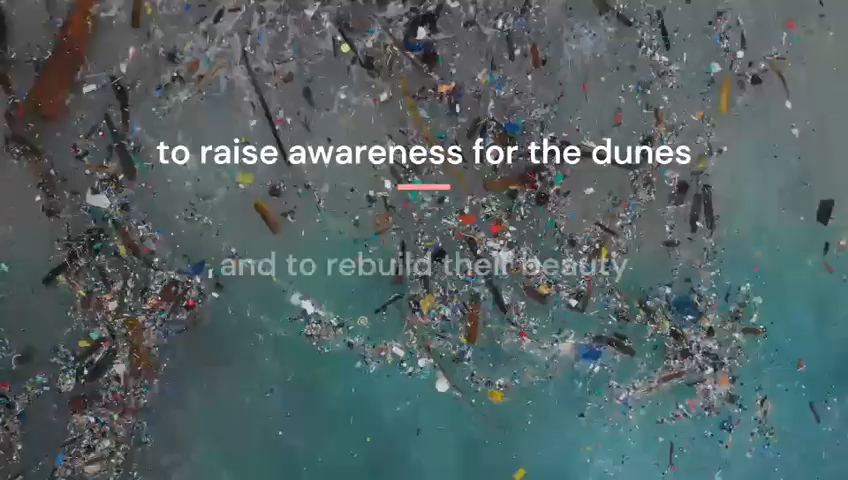 to raise awareness for the dunes
and to rebuild their beauty